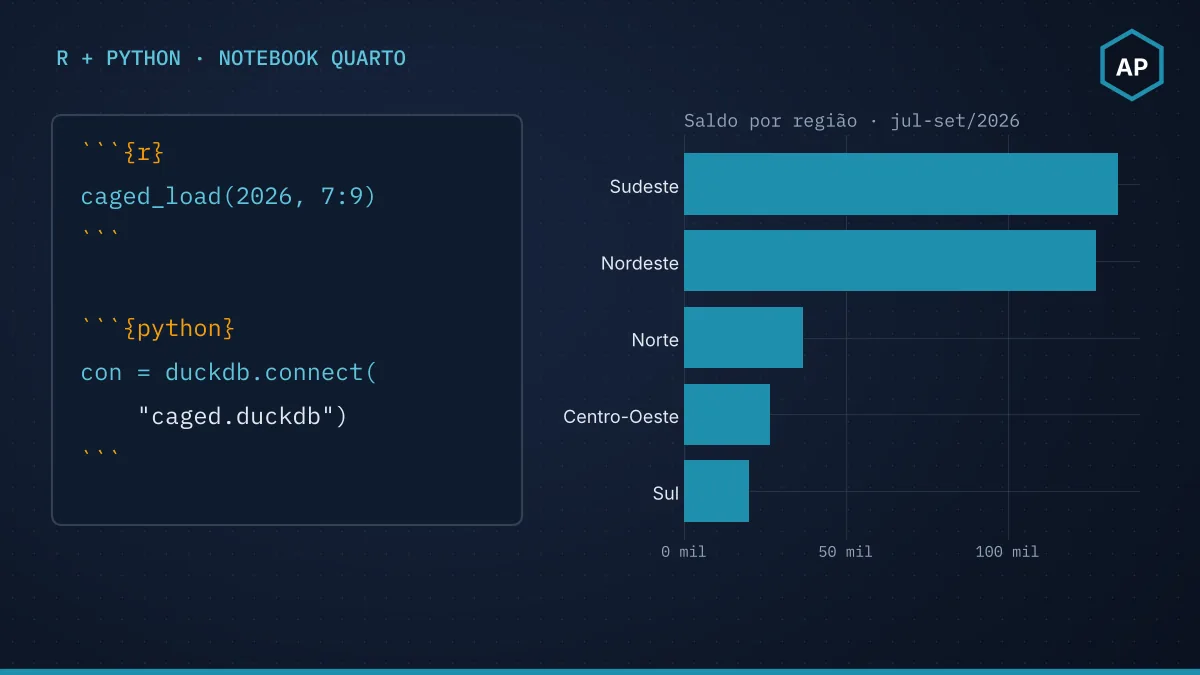 R + PYTHON · NOTEBOOK QUARTO
AP
```{r}
caged_load(2026, 7:9)
```
```{python}
con = duckdb.connect(
    "caged.duckdb")
```
Saldo por região · jul-set/2026
Sudeste
Nordeste
Norte
Centro-Oeste
Sul
0 mil 50 mil 100 mil